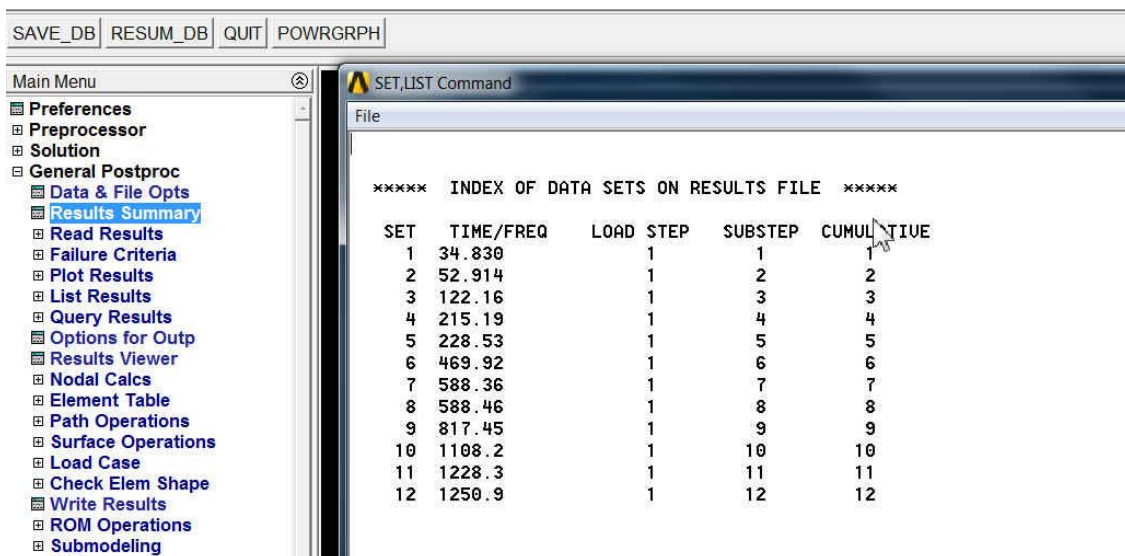 SAVE_DB RESUM_DB QUIT POWRGRPH
Main Menu
Preferences
Preprocessor
Solution
General Postproc
Data & File Opts
Results Summary
Read Results
Failure Criteria
Plot Results
List Results
Query Results
Options for Outp
Results Viewer
Nodal Calcs
Element Table
Path Operations
Surface Operations
Load Case
Check Elem Shape
Write Results
ROM Operations
Submodeling
SET,LIST Command
File
***** INDEX OF DATA SETS ON RESULTS FILE *****
SET TIME/FREQ LOAD STEP SUBSTEP CUMULATIVE
1 34.830 1 1 1
2 52.914 1 2 2
3 122.16 1 3 3
4 215.19 1 4 4
5 228.53 1 5 5
6 469.92 1 6 6
7 588.36 1 7 7
8 588.46 1 8 8
9 817.45 1 9 9
10 1108.2 1 10 10
11 1228.3 1 11 11
12 1250.9 1 12 12